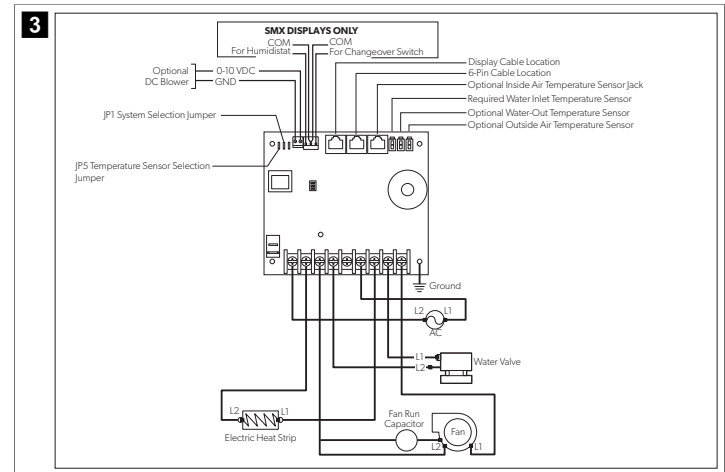 3
SMX DISPLAYS ONLY
COM
COM
For Humidistat
For Changeover Switch
Optional
DC Blower
0-10 VDC
GND
JP1 System Selection Jumper
JP5 Temperature Sensor Selection
Jumper
Display Cable Location
6-Pin Cable Location
Optional Inside Air Temperature Sensor Jack
Required Water Inlet Temperature Sensor
Optional Water-Out Temperature Sensor
Optional Outside Air Temperature Sensor
Ground
L2
L1
AC
L1
L2
Water Valve
L2
L1
Electric Heat Strip
Fan Run
Capacitor
Fan
L2
L1